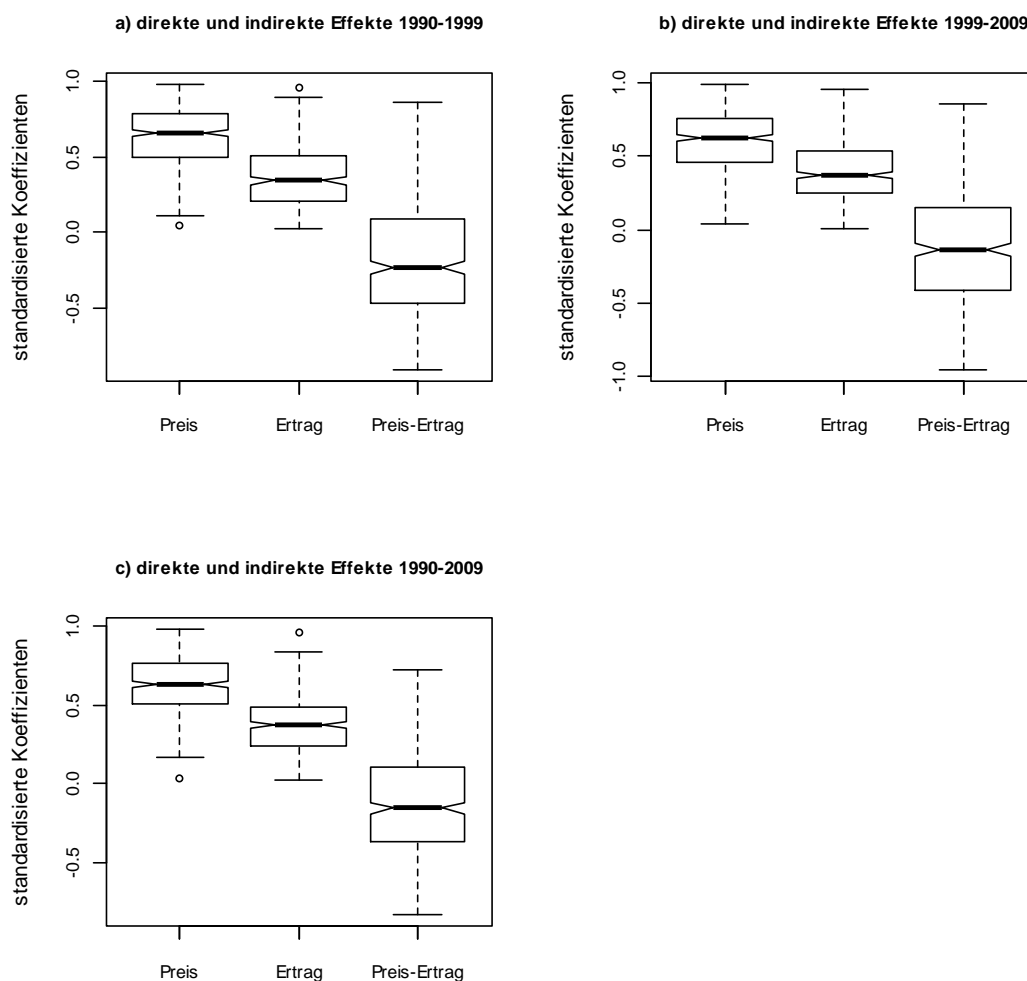 a) direkte und indirekte Effekte 1990-1999
standardisierte Koeffizienten
1.0
0.5
0.0
-0.5
Preis Ertrag Preis-Ertrag
b) direkte und indirekte Effekte 1999-2009
standardisierte Koeffizienten
1.0
0.5
0.0
-0.5
-1.0
Preis Ertrag Preis-Ertrag
c) direkte und indirekte Effekte 1990-2009
standardisierte Koeffizienten
1.0
0.5
0.0
-0.5
Preis Ertrag Preis-Ertrag